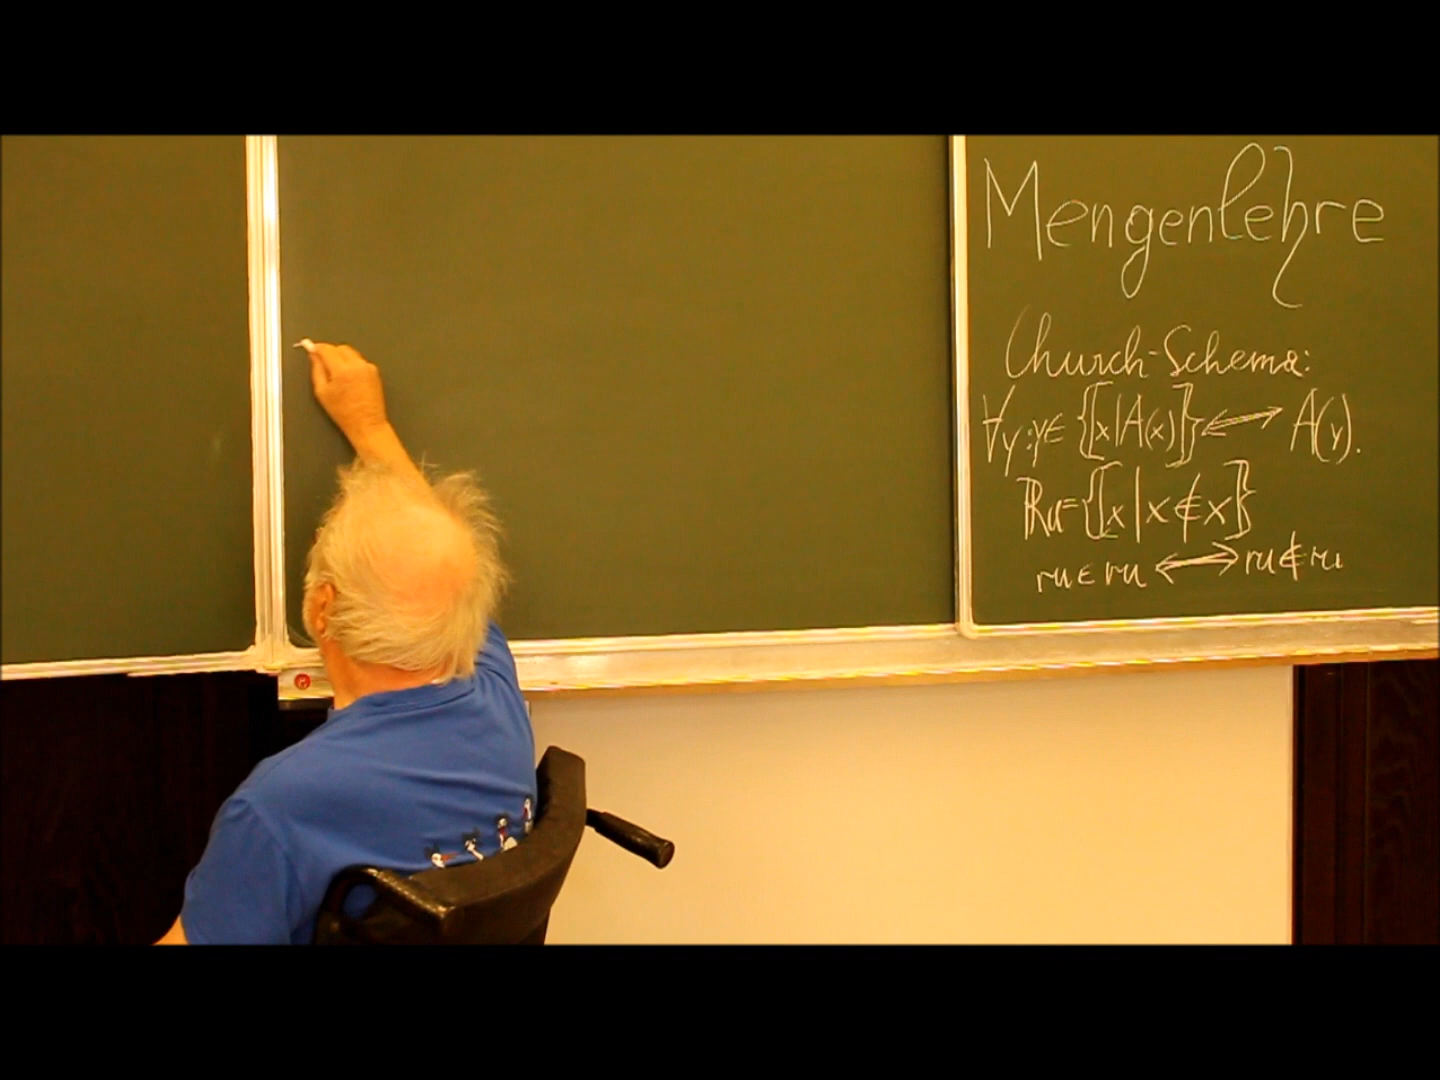 Mengenlehre
Church-Schema:
∀y:y∈{[x|A(x)]}⟷A(y).
Ru={[x|x∉x]}
ru∈ru⟷ru∉ru